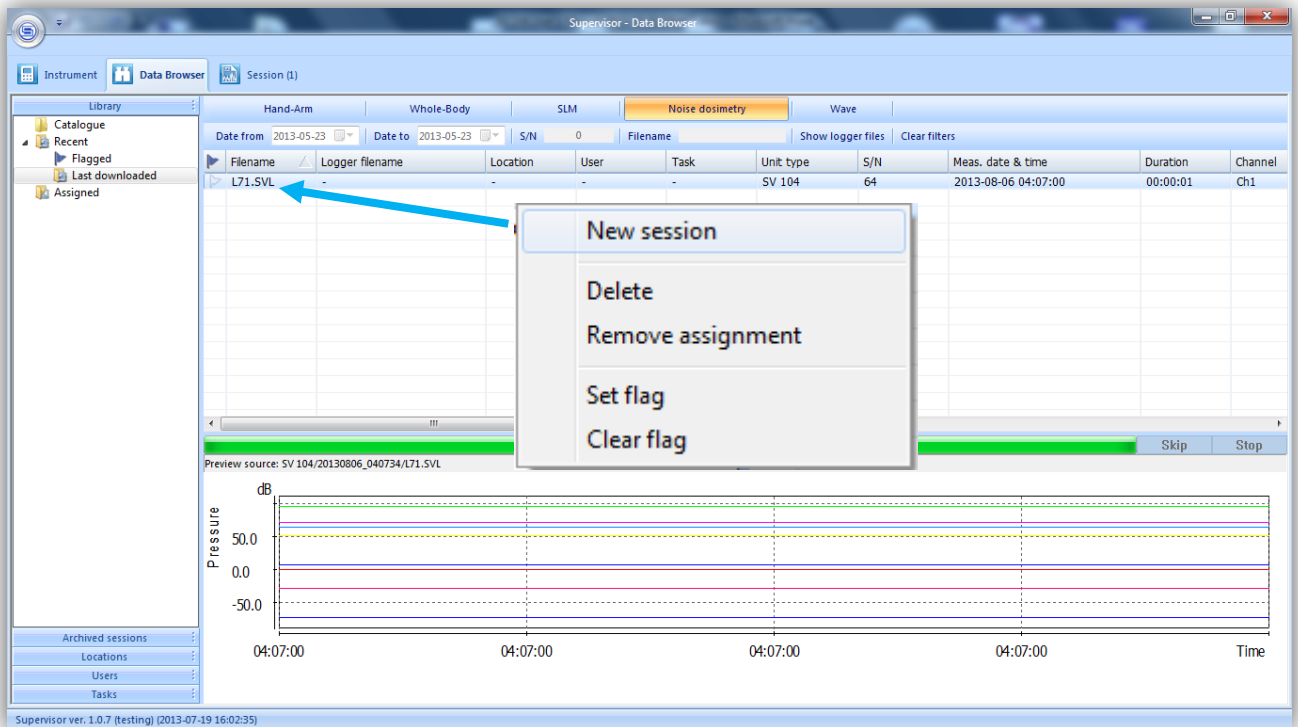 Supervisor - Data Browser
Instrument Data Browser Session (1)
Library
Catalogue
Recent
Flagged
Last downloaded
Assigned
Hand-Arm Whole-Body SLM Noise dosimetry Wave
Date from 2013-05-23 Date to 2013-05-23 S/N 0 Filename Show logger files Clear filters
Filename Logger filename Location User Task Unit type S/N Meas. date & time Duration Channel
L71.SVL - - - - SV 104 64 2013-08-06 04:07:00 00:00:01 Ch1
New session
Delete
Remove assignment
Set flag
Clear flag
Skip Stop
Preview source: SV 104/20130806_040734/L71.SVL
dB
Pressure
50.0
0.0
-50.0
04:07:00 04:07:00 04:07:00 04:07:00 Time
Archived sessions
Locations
Users
Tasks
Supervisor ver. 1.0.7 (testing) (2013-07-19 16:02:35)